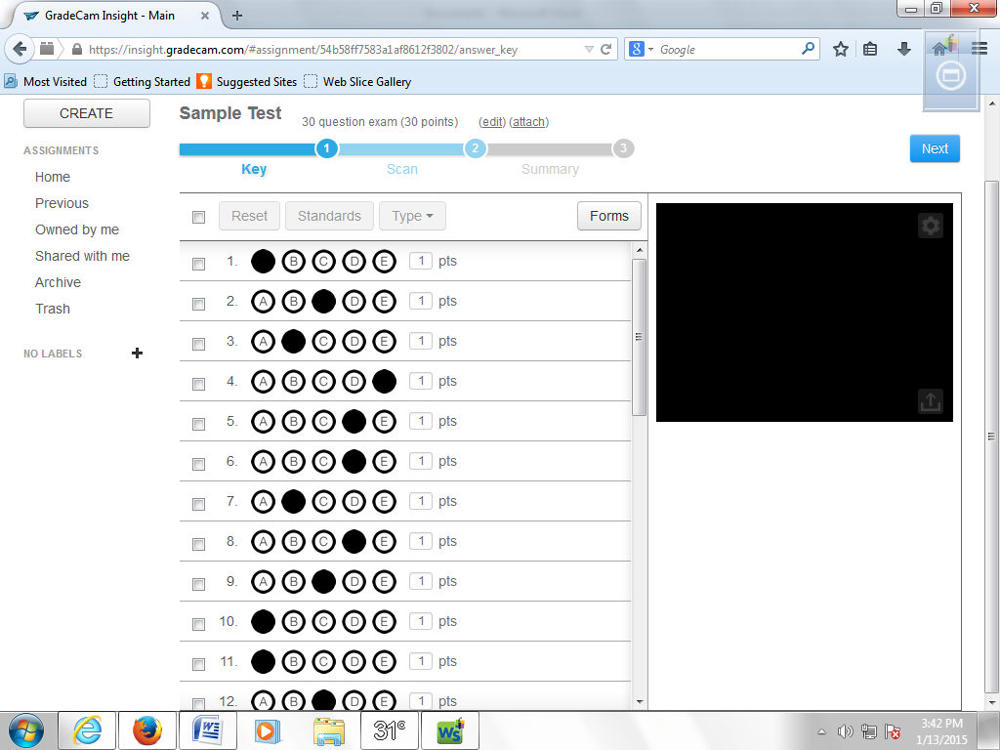 GradeCam Insight - Main
https://insight.gradecam.com/#assignment/54b58ff7583a1af8612f3802/answer_key
Google
Most Visited Getting Started Suggested Sites Web Slice Gallery
CREATE
Sample Test 30 question exam (30 points) (edit) (attach)
ASSIGNMENTS
Home
Previous
Owned by me
Shared with me
Archive
Trash
NO LABELS
1 2 3
Key Scan Summary
Next
Reset Standards Type Forms
1. B C D E 1 pts
2. A B D E 1 pts
3. A C D E 1 pts
4. A B C D 1 pts
5. A B C E 1 pts
6. A B C E 1 pts
7. A C D E 1 pts
8. A B C E 1 pts
9. A B D E 1 pts
10. B C D E 1 pts
11. B C D E 1 pts
12. A B D E 1 pts
31°
3:42 PM
1/13/2015